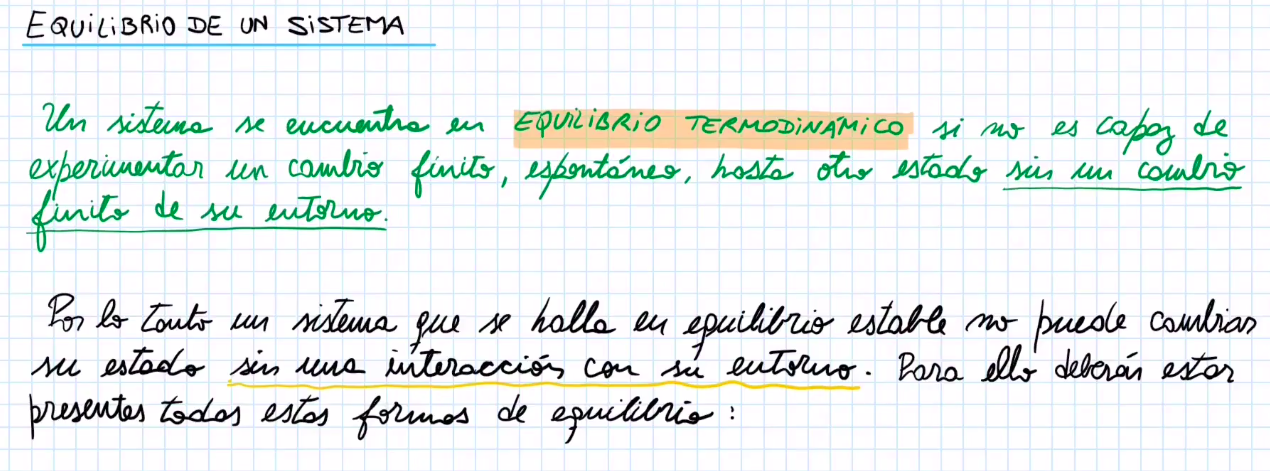 EQUILIBRIO DE UN SISTEMA
Un sistema se encuentra en EQUILIBRIO TERMODINÁMICO si no es capaz de
experimentar un cambio finito, espontáneo, hasta otro estado sin un cambio
finito de su entorno.
Por lo tanto un sistema que se halla en equilibrio estable no puede cambiar
su estado sin una interacción con su entorno. Para ello deberán estar
presentes todas estas formas de equilibrio: